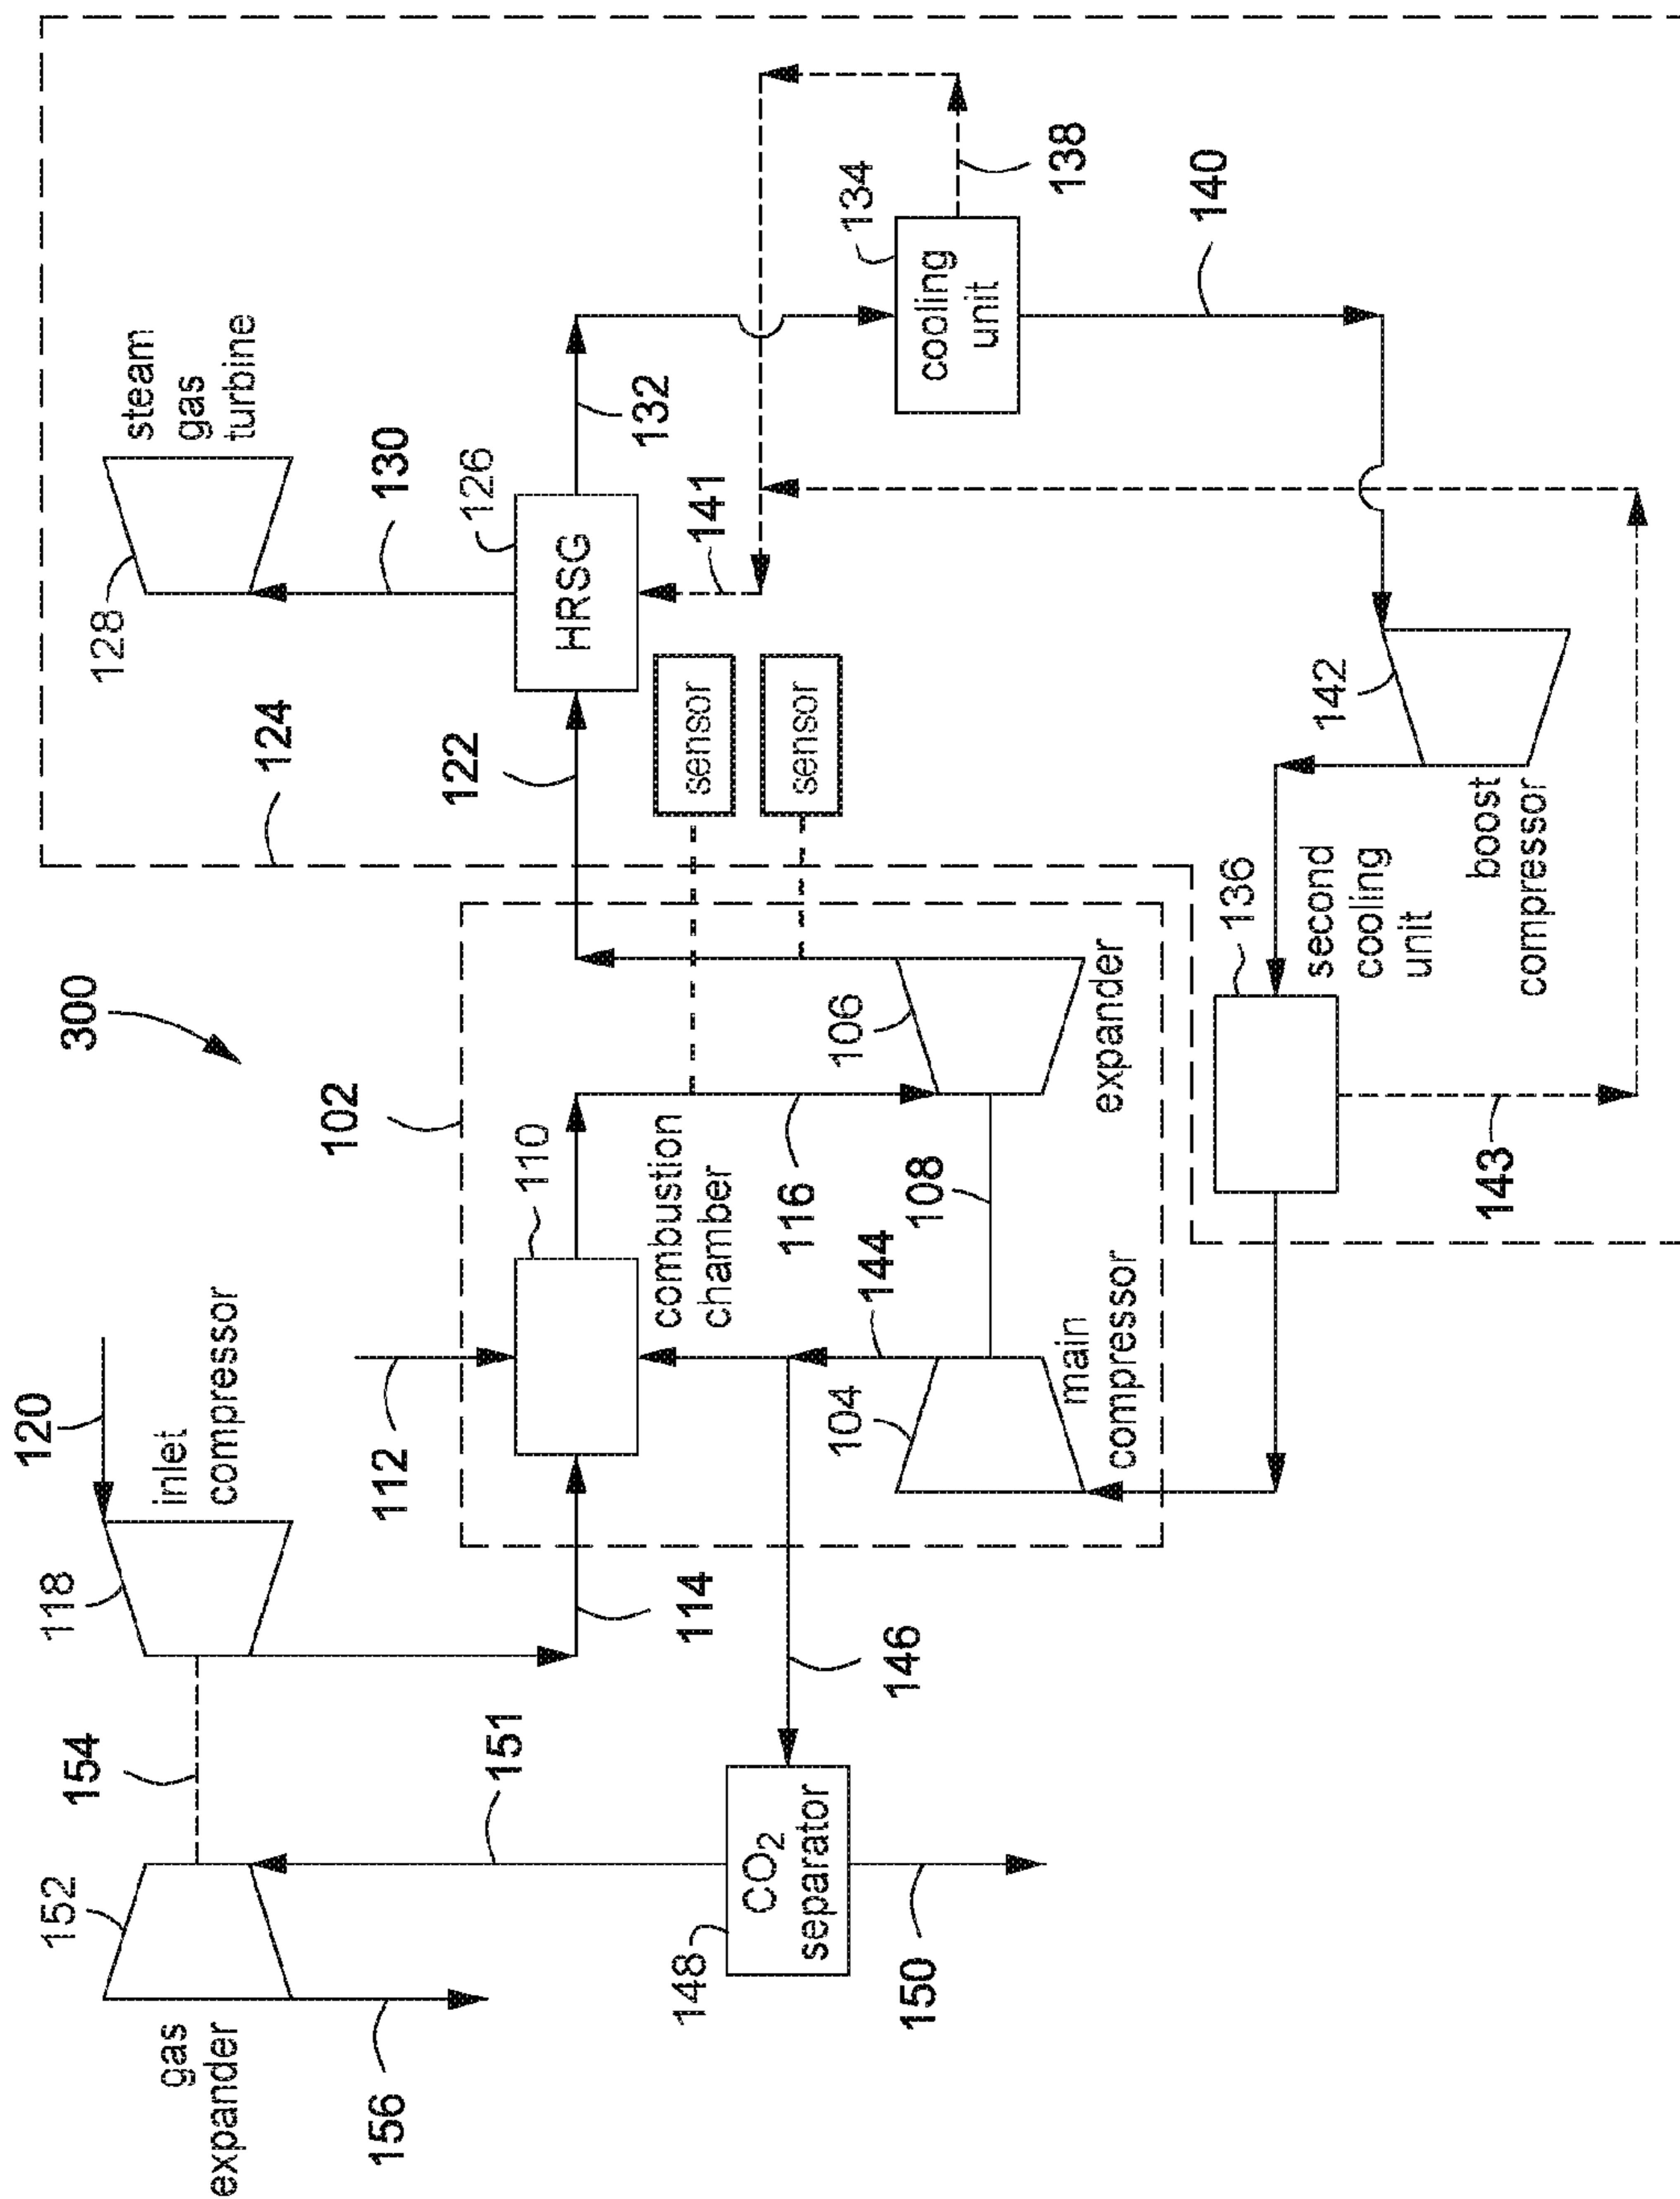 300
120
118
inlet
compressor
154
152
gas
expander
156
151
114
112
102
110
combustion
chamber
116
108
144
104
main
compressor
106
expander
146
148
CO₂
separator
150
124
128
steam
gas
turbine
130
126
HRSG
122
132
141
sensor
sensor
134
cooling
unit
138
140
142
boost
compressor
136
second
cooling
unit
143